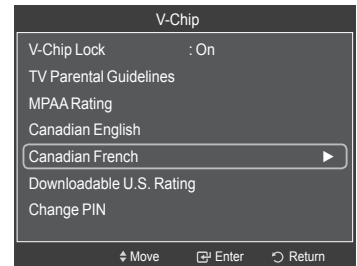 V-Chip
V-Chip Lock : On
TV Parental Guidelines
MPAA Rating
Canadian English
Canadian French ►
Downloadable U.S. Rating
Change PIN
Move Enter Return